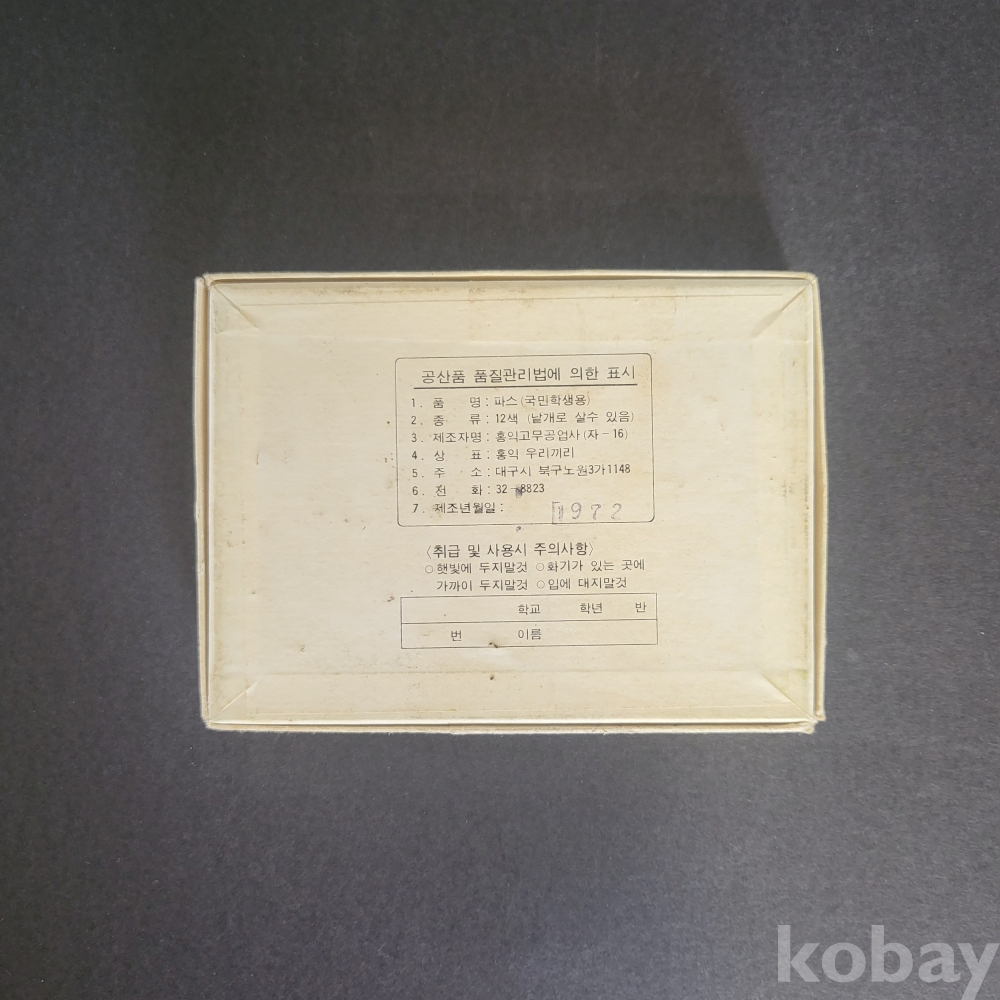 공산품 품질관리법에 의한 표시
1. 품 명 : 파스 (국민학생용)
2. 종 류 : 12색 (낱개로 살수 있음)
3. 제조자명 : 홍익고무공업사 (자-16)
4. 상 표 : 홍익 우리끼리
5. 주 소 : 대구시 북구노원3가1148
6. 전 화 : 32-8823
7. 제조년월일 : 1972
〈취급 및 사용시 주의사항〉
○햇빛에 두지말것 ○화기가 있는 곳에
가까이 두지말것 ○입에 대지말것
학교 학년 반
번 이름
kobay